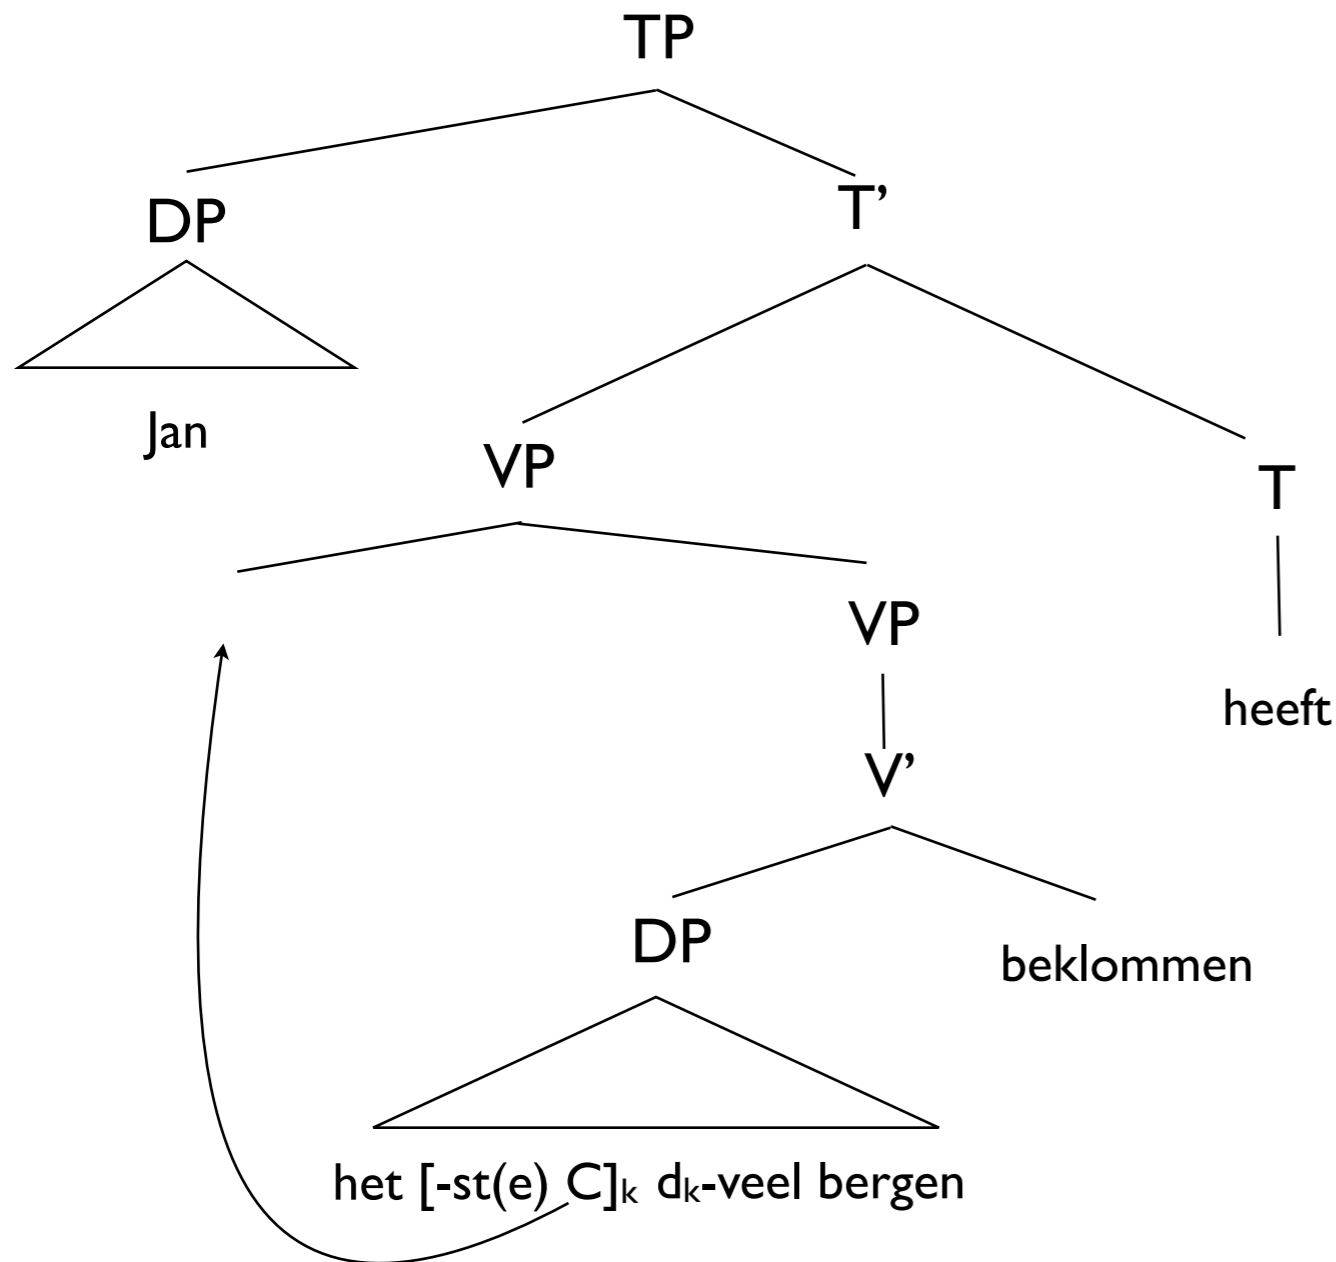 TP
DP
T’
Jan
VP
T
VP
heeft
V’
DP
beklommen
het [-st(e) C]k dk-veel bergen